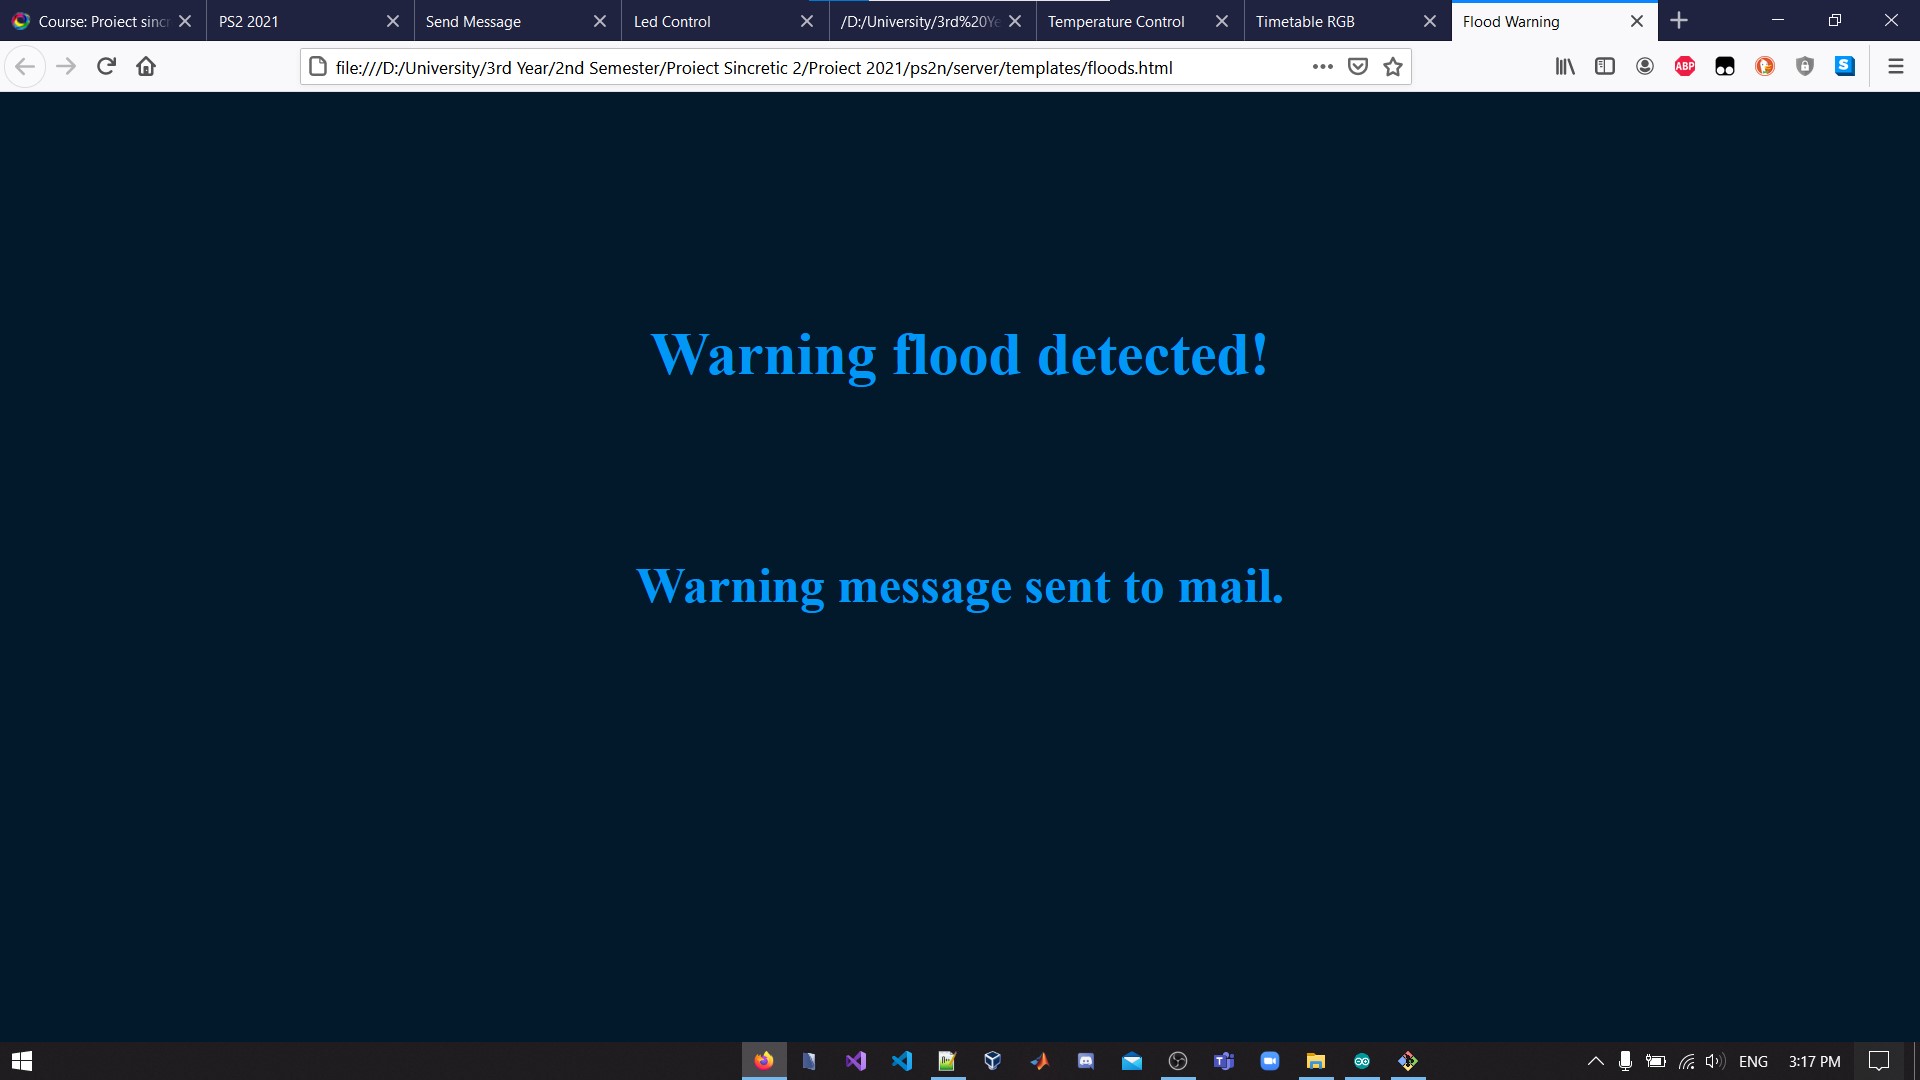 Course: Proiect sincr
PS2 2021
Send Message
Led Control
/D:/University/3rd%20Ye
Temperature Control
Timetable RGB
Flood Warning
file:///D:/University/3rd Year/2nd Semester/Proiect Sincretic 2/Proiect 2021/ps2n/server/templates/floods.html
ABP
S
Warning flood detected!
Warning message sent to mail.
ENG
3:17 PM